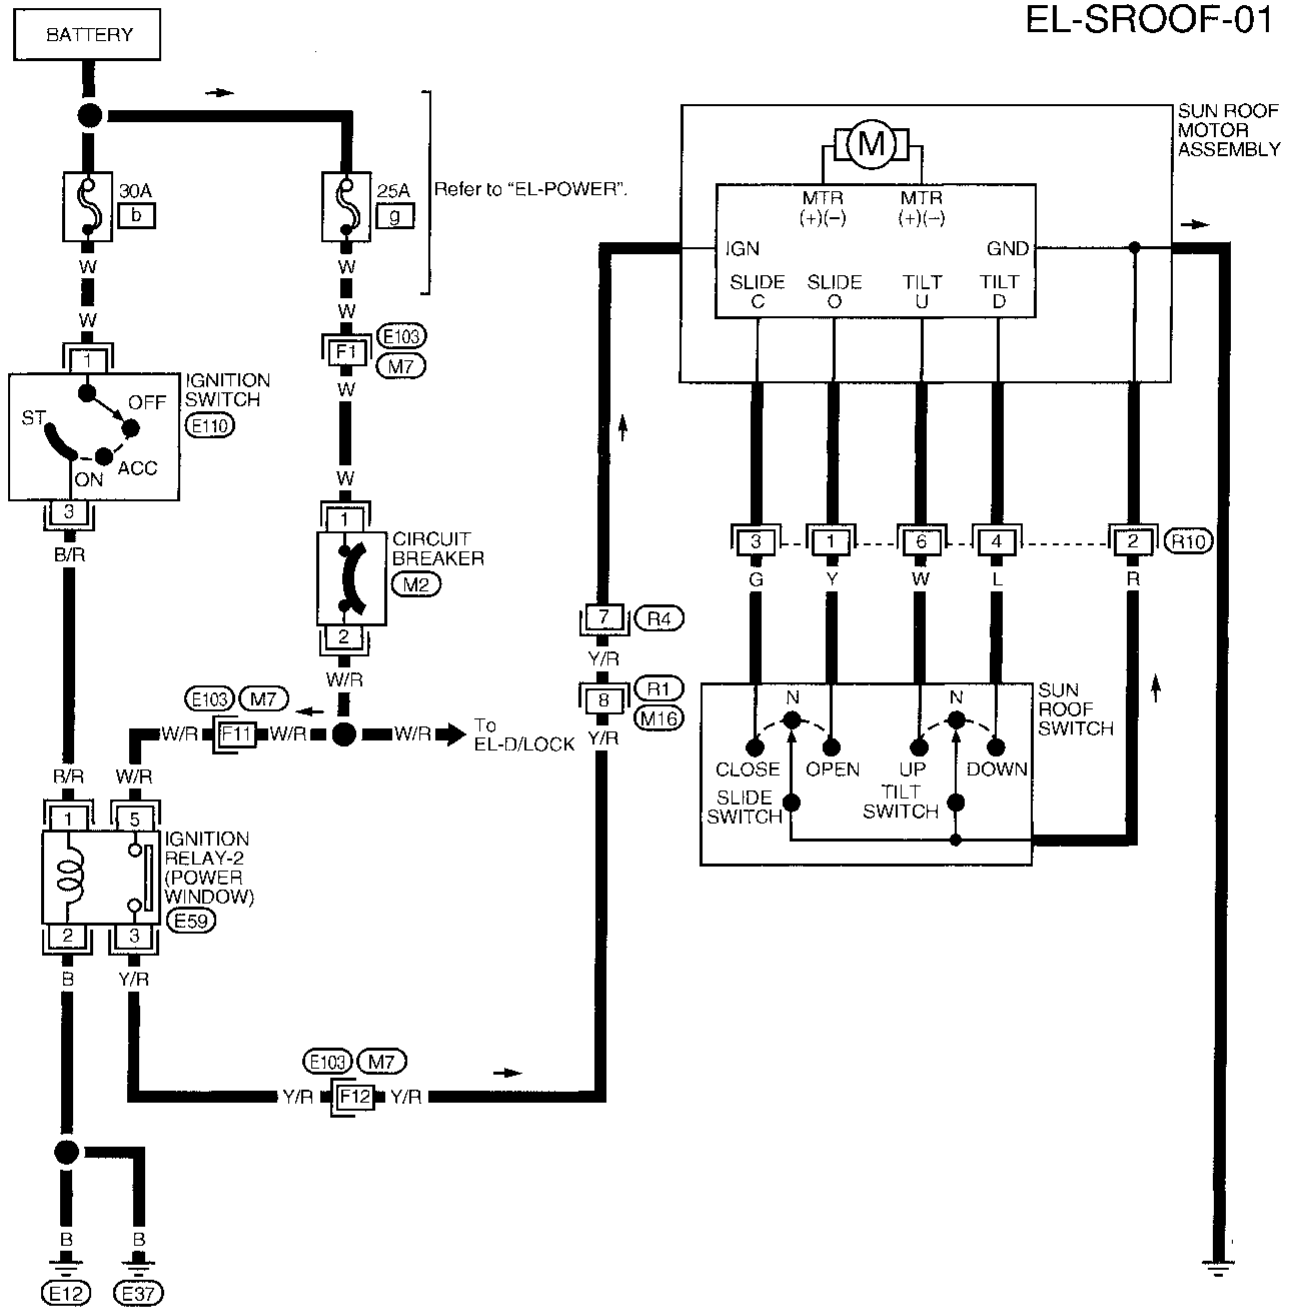 EL-SROOF-01
BATTERY
30A
b
25A
g
Refer to "EL-POWER".
W
W
W
W
F1
E103
M7
W
W
1
IGNITION
SWITCH
E110
OFF
ST
ACC
ON
3
B/R
1
CIRCUIT
BREAKER
M2
2
W/R
E103
M7
W/R
F11
W/R
W/R
To
EL-D/LOCK
B/R
W/R
1
5
IGNITION
RELAY-2
(POWER
WINDOW)
E59
2
3
B
Y/R
E103
M7
Y/R
F12
Y/R
B
B
E12
E37
7
R4
Y/R
8
R1
M16
Y/R
SUN ROOF
MOTOR
ASSEMBLY
M
MTR
(+)(−)
MTR
(+)(−)
IGN
GND
SLIDE
C
SLIDE
O
TILT
U
TILT
D
3
1
6
4
2
R10
G
Y
W
L
R
SUN
ROOF
SWITCH
N
N
CLOSE
OPEN
UP
DOWN
SLIDE
SWITCH
TILT
SWITCH